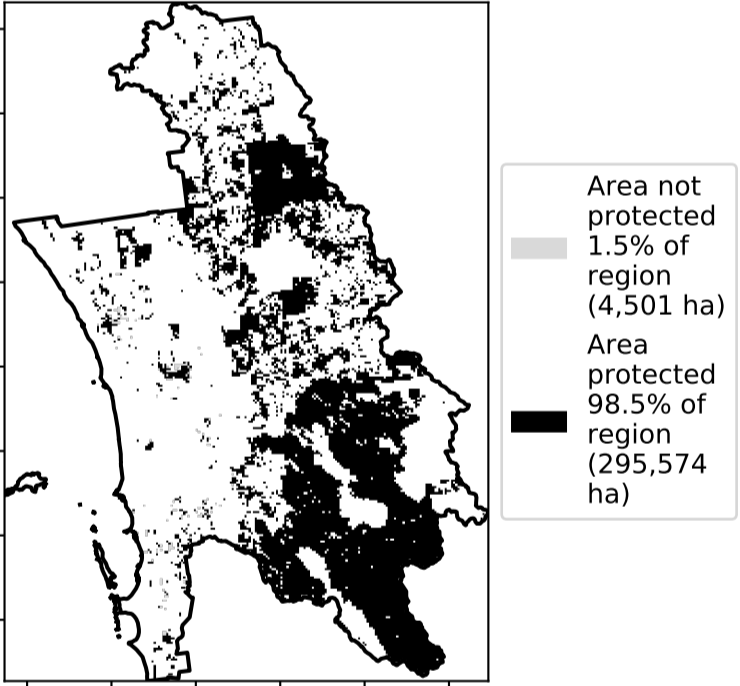 Area not
protected
1.5% of
region
(4,501 ha)
Area
protected
98.5% of
region
(295,574
ha)